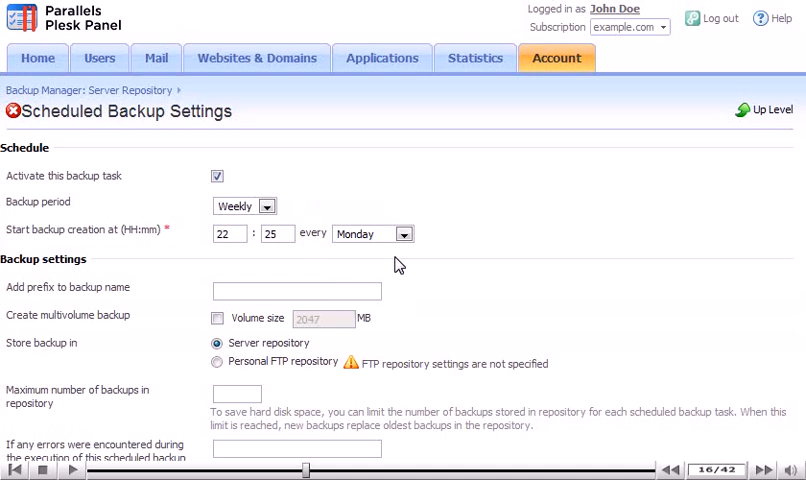 Parallels
Plesk Panel
Logged in as John Doe
Subscription example.com
Log out
Help
Home Users Mail Websites & Domains Applications Statistics Account
Backup Manager: Server Repository
Scheduled Backup Settings
Up Level
Schedule
Activate this backup task
Backup period Weekly
Start backup creation at (HH:mm) * 22 : 25 every Monday
Backup settings
Add prefix to backup name
Create multivolume backup Volume size 2047 MB
Store backup in Server repository
Personal FTP repository FTP repository settings are not specified
Maximum number of backups in
repository
To save hard disk space, you can limit the number of backups stored in repository for each scheduled backup task. When this
limit is reached, new backups replace oldest backups in the repository.
If any errors were encountered during
the execution of this scheduled backup
16/42